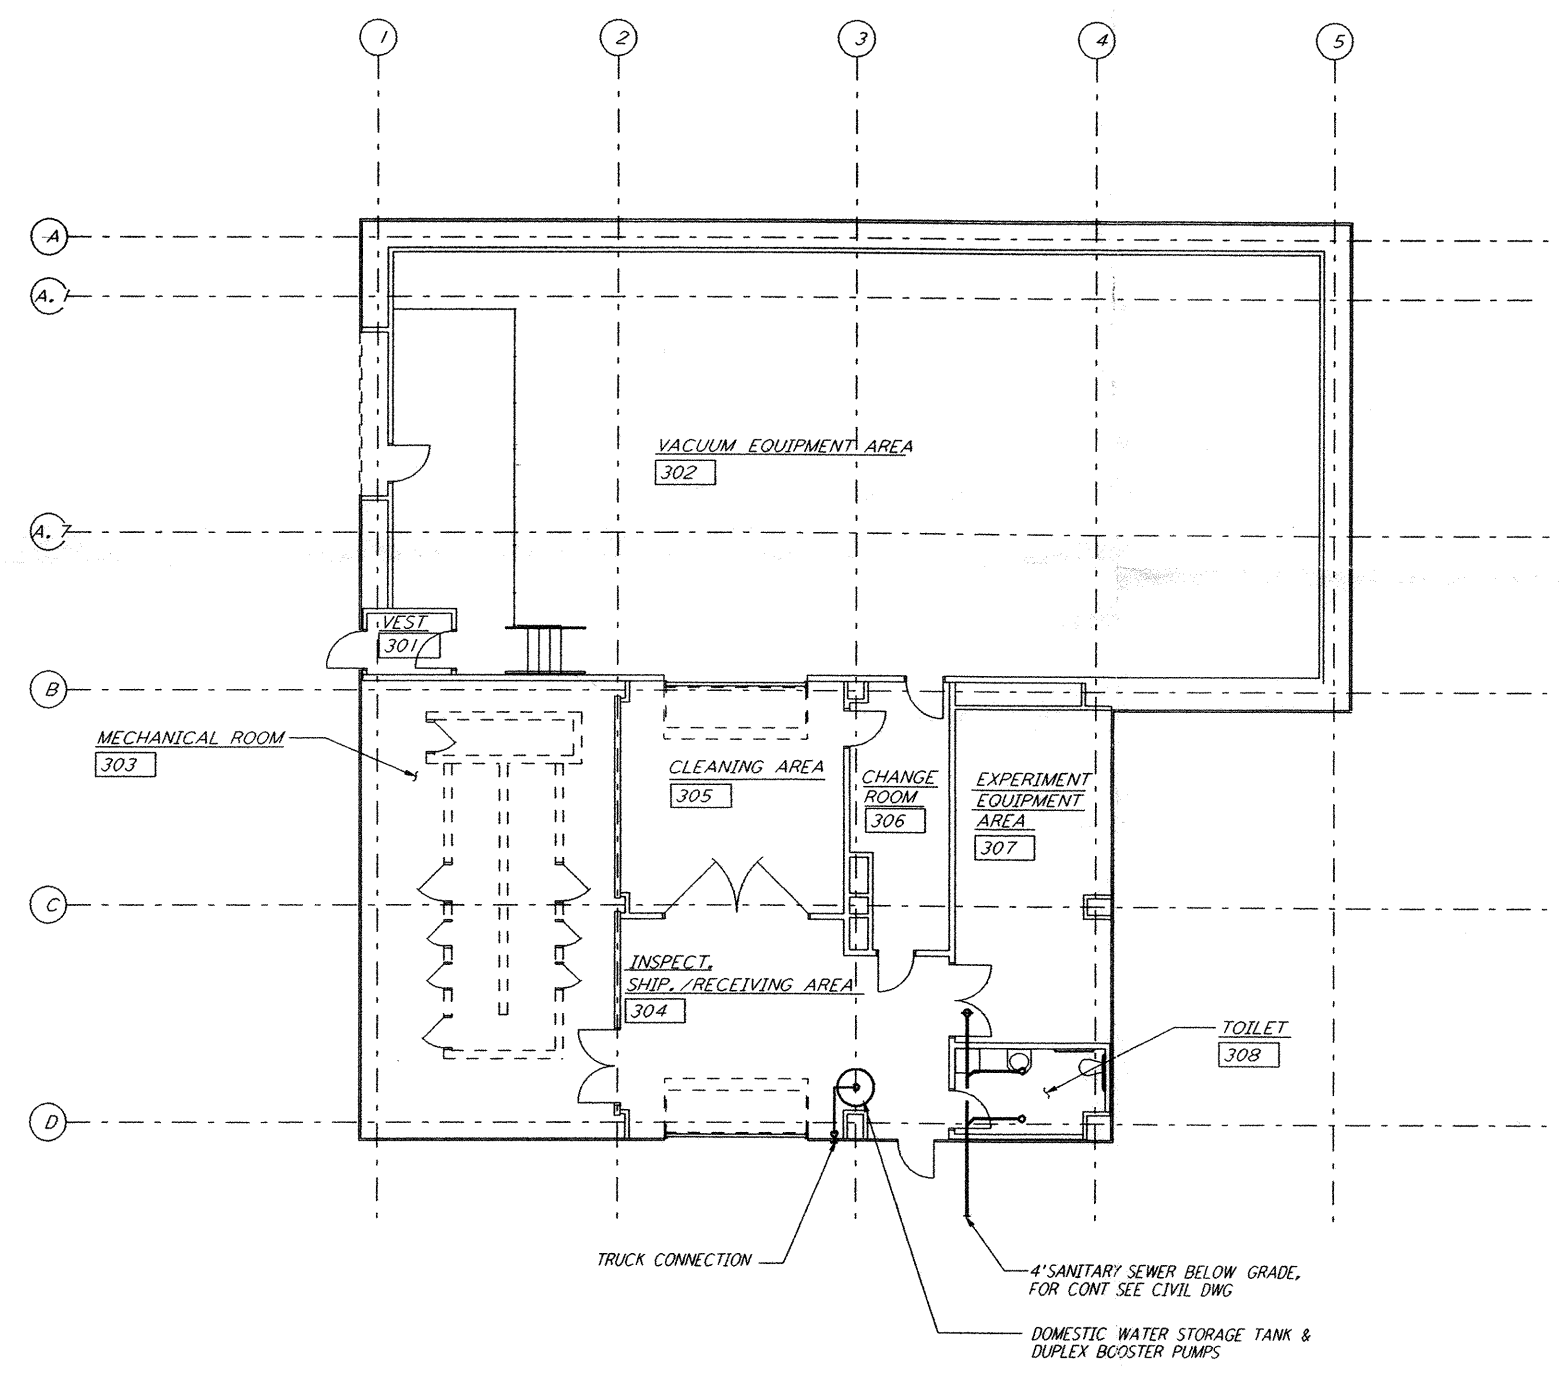 1
2
3
4
5
A
A.1
VACUUM EQUIPMENT AREA
302
A.7
VEST
301
B
MECHANICAL ROOM
303
CLEANING AREA
305
CHANGE
ROOM
306
EXPERIMENT
EQUIPMENT
AREA
307
C
INSPECT.
SHIP./RECEIVING AREA
304
TOILET
308
D
TRUCK CONNECTION
4'SANITARY SEWER BELOW GRADE,
FOR CONT SEE CIVIL DWG
DOMESTIC WATER STORAGE TANK &
DUPLEX BOOSTER PUMPS